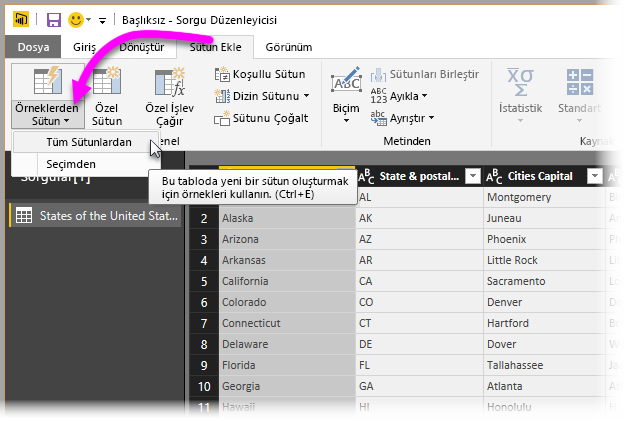 Başlıksız - Sorgu Düzenleyicisi
Dosya Giriş Dönüştür Sütun Ekle Görünüm
Örneklerden Sütun
Özel Sütun
Özel İşlev Çağır
Koşullu Sütun
Dizin Sütunu
Sütunu Çoğalt
Biçim
Sütunları Birleştir
Ayıkla
Ayrıştır
İstatistik
Standart
Tüm Sütunlardan
Seçimden
enel
Metinden
Kaynak
Sorgular[1]
Bu tabloda yeni bir sütun oluşturmak
için örnekleri kullanın. (Ctrl+E)
States of the United Stat...
State & postal... Cities Capital
AL Montgomery
2 Alaska AK Juneau
3 Arizona AZ Phoenix
4 Arkansas AR Little Rock
5 California CA Sacramento
6 Colorado CO Denver
7 Connecticut CT Hartford
8 Delaware DE Dover
9 Florida FL Tallahassee
10 Georgia GA Atlanta
11 Hawaii HI Honolulu